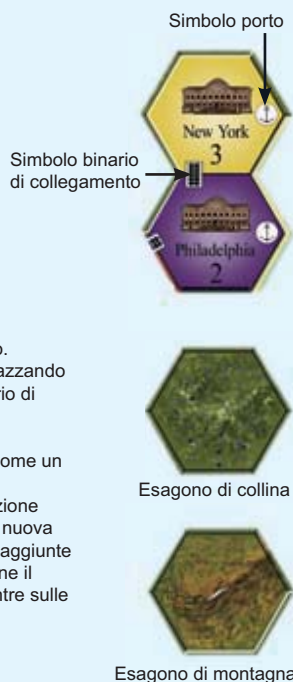 Simbolo porto
New York
3
Simbolo binario
di collegamento
Philadelphia
2
o.
azzando
rio di
ome un
zione
nuova
aggiunte
ne il
ntre sulle
Esagono di collina
Esagono di montagna